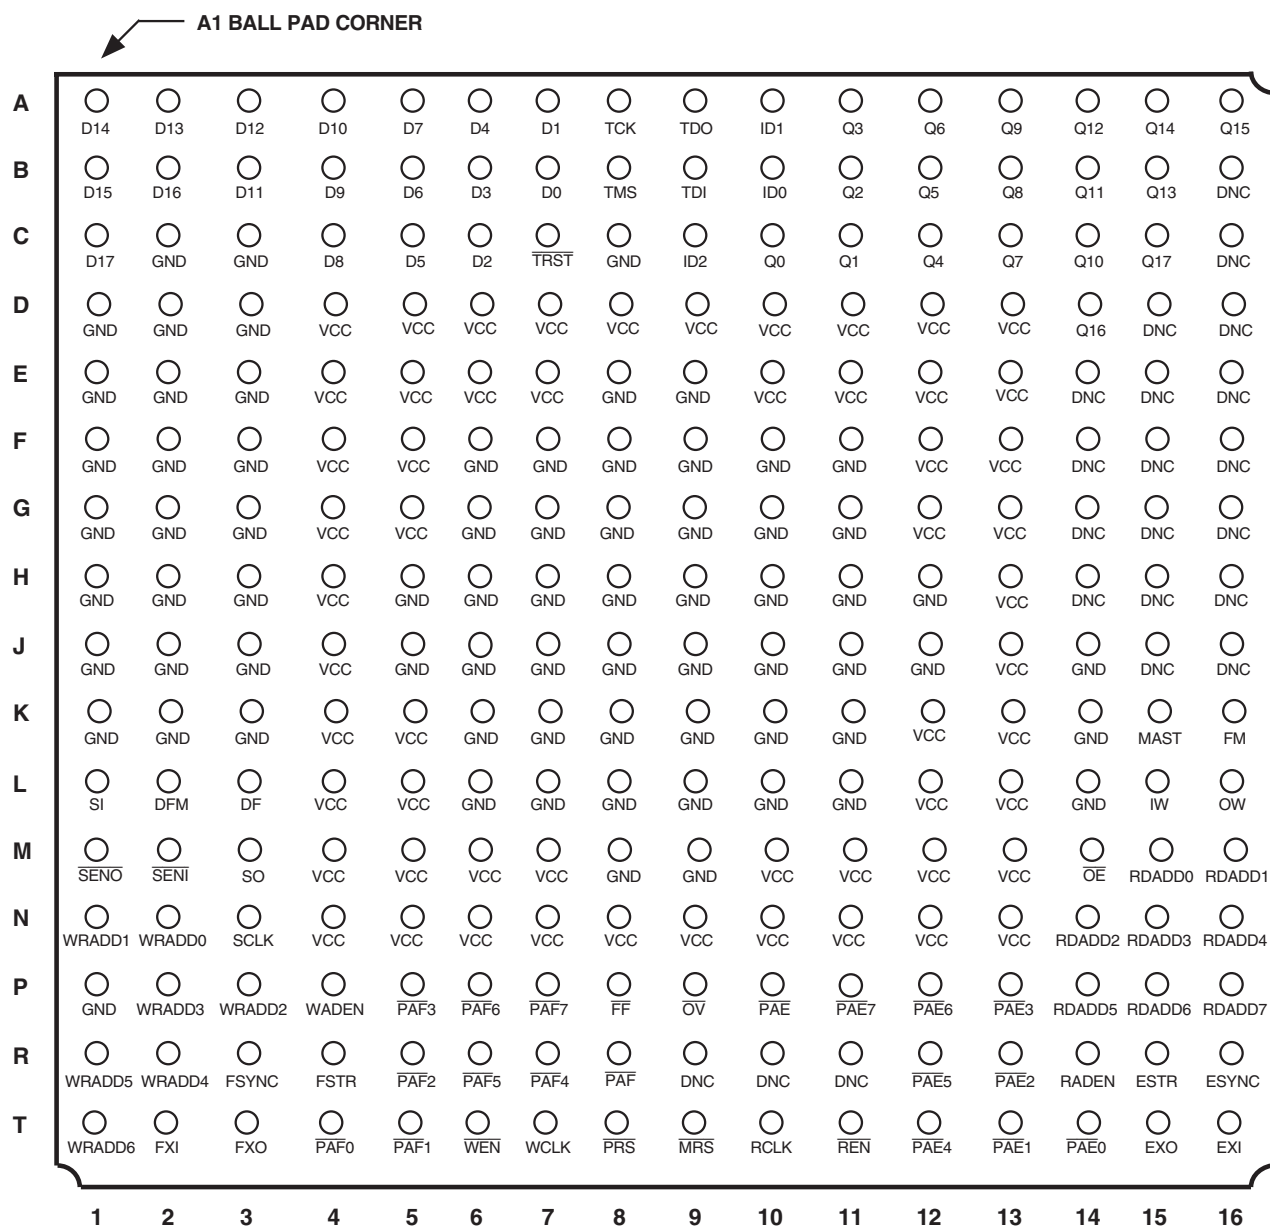 A1 BALL PAD CORNER
A
D14 D13 D12 D10 D7 D4 D1 TCK TDO ID1 Q3 Q6 Q9 Q12 Q14 Q15
B
D15 D16 D11 D9 D6 D3 D0 TMS TDI ID0 Q2 Q5 Q8 Q11 Q13 DNC
C
D17 GND GND D8 D5 D2 TRST GND ID2 Q0 Q1 Q4 Q7 Q10 Q17 DNC
D
GND GND GND VCC VCC VCC VCC VCC VCC VCC VCC VCC VCC Q16 DNC DNC
E
GND GND GND VCC VCC VCC VCC GND GND VCC VCC VCC VCC DNC DNC DNC
F
GND GND GND VCC VCC GND GND GND GND GND GND VCC VCC DNC DNC DNC
G
GND GND GND VCC VCC GND GND GND GND GND GND VCC VCC DNC DNC DNC
H
GND GND GND VCC GND GND GND GND GND GND GND GND VCC DNC DNC DNC
J
GND GND GND VCC GND GND GND GND GND GND GND GND VCC GND DNC DNC
K
GND GND GND VCC VCC GND GND GND GND GND GND VCC VCC GND MAST FM
L
SI DFM DF VCC VCC GND GND GND GND GND GND VCC VCC GND IW OW
M
SENO SENI SO VCC VCC VCC VCC GND GND VCC VCC VCC VCC OE RDADD0 RDADD1
N
WRADD1 WRADD0 SCLK VCC VCC VCC VCC VCC VCC VCC VCC VCC VCC RDADD2 RDADD3 RDADD4
P
GND WRADD3 WRADD2 WADEN PAF3 PAF6 PAF7 FF OV PAE PAE7 PAE6 PAE3 RDADD5 RDADD6 RDADD7
R
WRADD5 WRADD4 FSYNC FSTR PAF2 PAF5 PAF4 PAF DNC DNC DNC PAE5 PAE2 RADEN ESTR ESYNC
T
WRADD6 FXI FXO PAF0 PAF1 WEN WCLK PRS MRS RCLK REN PAE4 PAE1 PAE0 EXO EXI
1 2 3 4 5 6 7 8 9 10 11 12 13 14 15 16